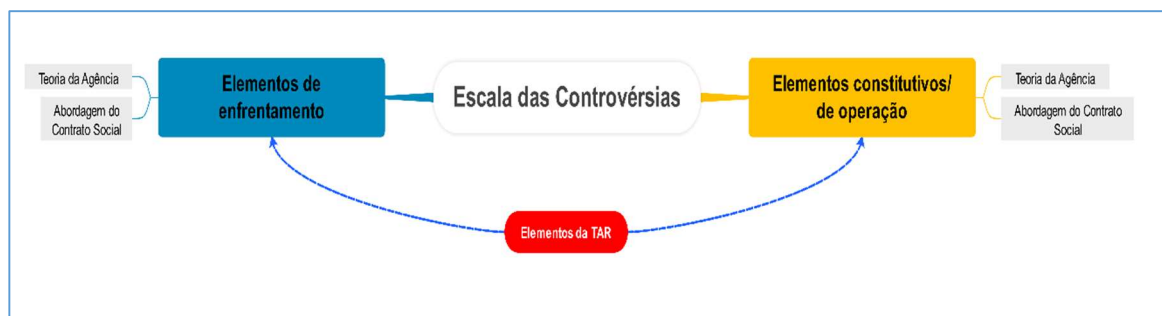 Teoria da Agência
Abordagem do
Contrato Social
Elementos de
enfrentamento
Escala das Controvérsias
Elementos constitutivos/
de operação
Teoria da Agência
Abordagem do Contrato
Social
Elementos da TAR